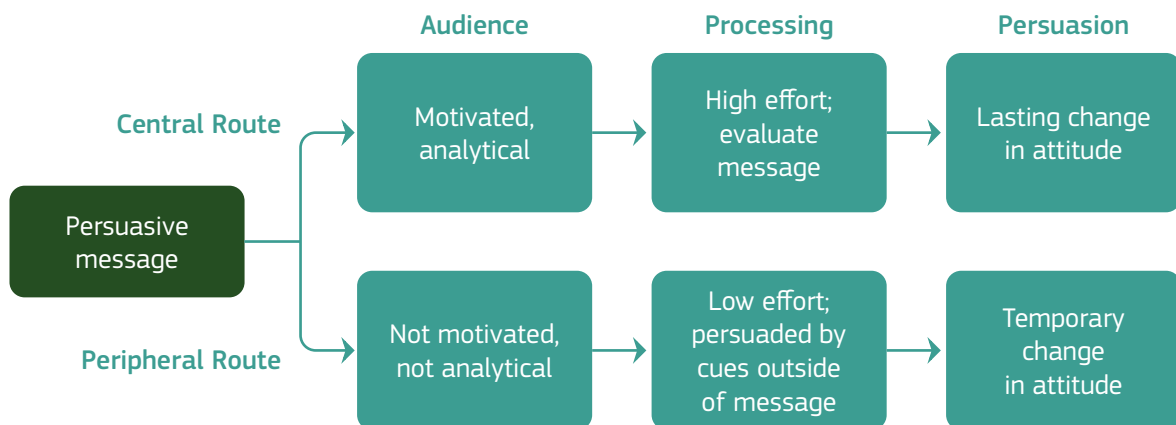 Audience
Processing
Persuasion
Central Route
Motivated,
analytical
High effort;
evaluate
message
Lasting change
in attitude
Persuasive
message
Peripheral Route
Not motivated,
not analytical
Low effort;
persuaded by
cues outside
of message
Temporary
change
in attitude